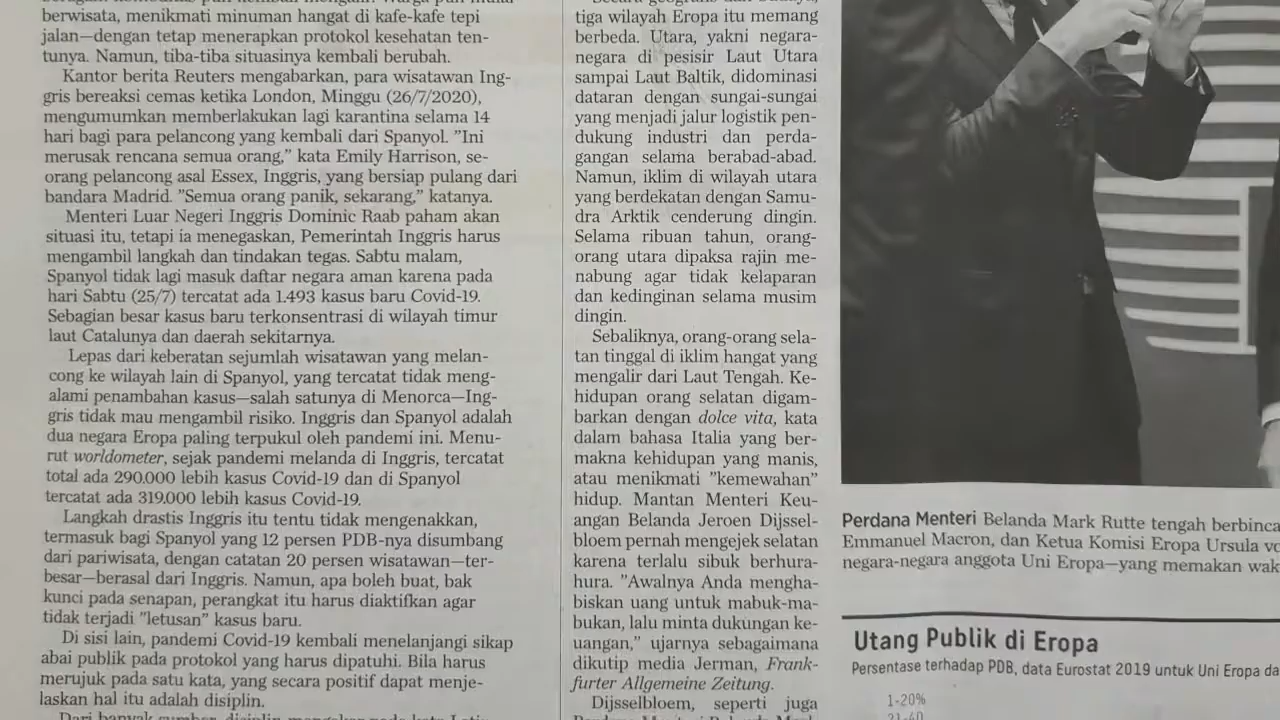 berwisata, menikmati minuman hangat di kafe-kafe tepi
jalan—dengan tetap menerapkan protokol kesehatan ten-
tunya. Namun, tiba-tiba situasinya kembali berubah.
Kantor berita Reuters mengabarkan, para wisatawan Ing-
gris bereaksi cemas ketika London, Minggu (26/7/2020),
mengumumkan memberlakukan lagi karantina selama 14
hari bagi para pelancong yang kembali dari Spanyol. "Ini
merusak rencana semua orang," kata Emily Harrison, se-
orang pelancong asal Essex, Inggris, yang bersiap pulang dari
bandara Madrid. "Semua orang panik, sekarang," katanya.
Menteri Luar Negeri Inggris Dominic Raab paham akan
situasi itu, tetapi ia menegaskan, Pemerintah Inggris harus
mengambil langkah dan tindakan tegas. Sabtu malam,
Spanyol tidak lagi masuk daftar negara aman karena pada
hari Sabtu (25/7) tercatat ada 1.493 kasus baru Covid-19.
Sebagian besar kasus baru terkonsentrasi di wilayah timur
laut Catalunya dan daerah sekitarnya.
Lepas dari keberatan sejumlah wisatawan yang melan-
cong ke wilayah lain di Spanyol, yang tercatat tidak meng-
alami penambahan kasus—salah satunya di Menorca—Ing-
gris tidak mau mengambil risiko. Inggris dan Spanyol adalah
dua negara Eropa paling terpukul oleh pandemi ini. Menu-
rut worldometer, sejak pandemi melanda di Inggris, tercatat
total ada 290.000 lebih kasus Covid-19 dan di Spanyol
tercatat ada 319.000 lebih kasus Covid-19.
Langkah drastis Inggris itu tentu tidak mengenakkan,
termasuk bagi Spanyol yang 12 persen PDB-nya disumbang
dari pariwisata, dengan catatan 20 persen wisatawan—ter-
besar—berasal dari Inggris. Namun, apa boleh buat, bak
kunci pada senapan, perangkat itu harus diaktifkan agar
tidak terjadi "letusan" kasus baru.
Di sisi lain, pandemi Covid-19 kembali menelanjangi sikap
abai publik pada protokol yang harus dipatuhi. Bila harus
merujuk pada satu kata, yang secara positif dapat menje-
laskan hal itu adalah disiplin.
tiga wilayah Eropa itu memang
berbeda. Utara, yakni negara-
negara di pesisir Laut Utara
sampai Laut Baltik, didominasi
dataran dengan sungai-sungai
yang menjadi jalur logistik pen-
dukung industri dan perda-
gangan selama berabad-abad.
Namun, iklim di wilayah utara
yang berdekatan dengan Samu-
dra Arktik cenderung dingin.
Selama ribuan tahun, orang-
orang utara dipaksa rajin me-
nabung agar tidak kelaparan
dan kedinginan selama musim
dingin.
Sebaliknya, orang-orang sela-
tan tinggal di iklim hangat yang
mengalir dari Laut Tengah. Ke-
hidupan orang selatan digam-
barkan dengan dolce vita, kata
dalam bahasa Italia yang ber-
makna kehidupan yang manis,
atau menikmati "kemewahan"
hidup. Mantan Menteri Keu-
angan Belanda Jeroen Dijssel-
bloem pernah mengejek selatan
karena terlalu sibuk berhura-
hura. "Awalnya Anda mengha-
biskan uang untuk mabuk-ma-
bukan, lalu minta dukungan ke-
uangan," ujarnya sebagaimana
dikutip media Jerman, Frank-
furter Allgemeine Zeitung.
Dijsselbloem, seperti juga
Perdana Menteri Belanda Mark Rutte tengah berbinca
Emmanuel Macron, dan Ketua Komisi Eropa Ursula vo
negara-negara anggota Uni Eropa—yang memakan wak
Utang Publik di Eropa
Persentase terhadap PDB, data Eurostat 2019 untuk Uni Eropa da
1-20%